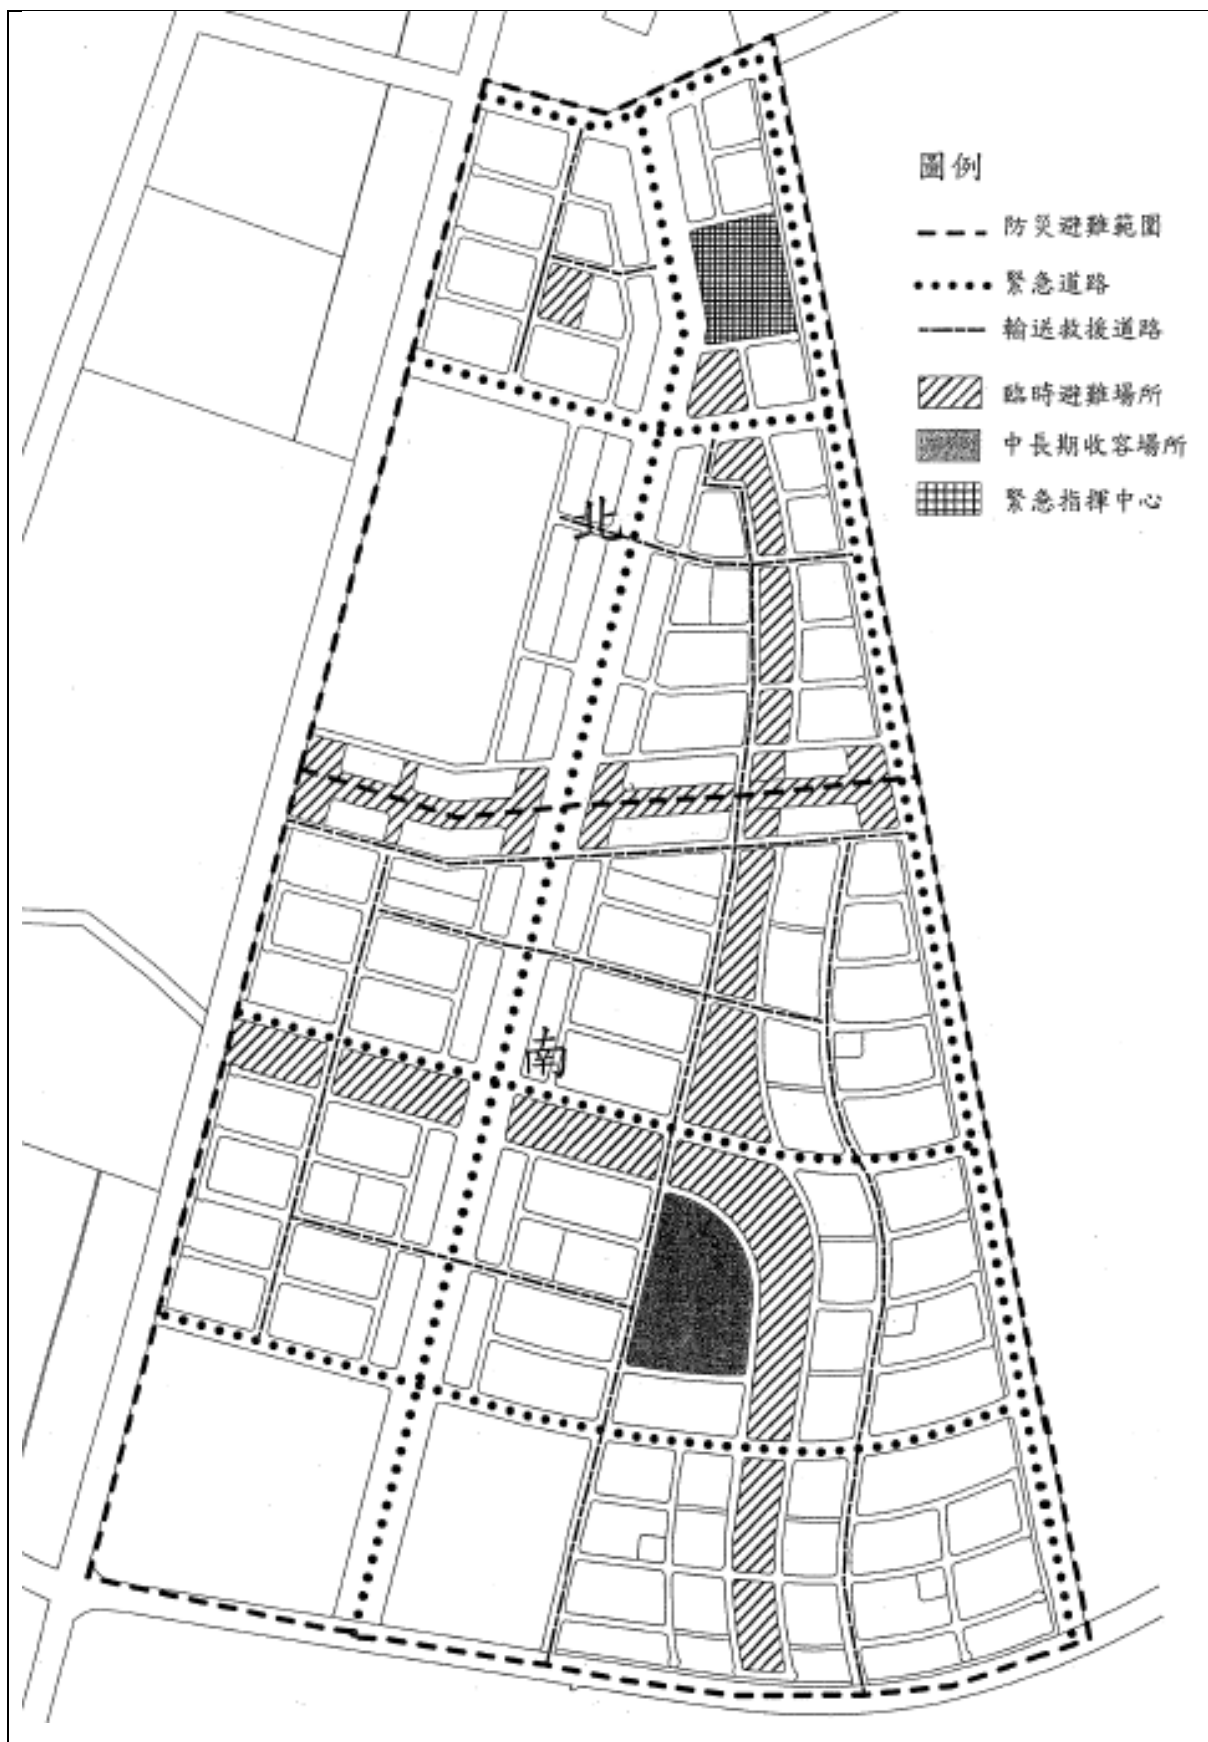 圖例
防災避難範圍
緊急道路
輸送救援道路
臨時避難場所
中長期收容場所
緊急指揮中心
北
南